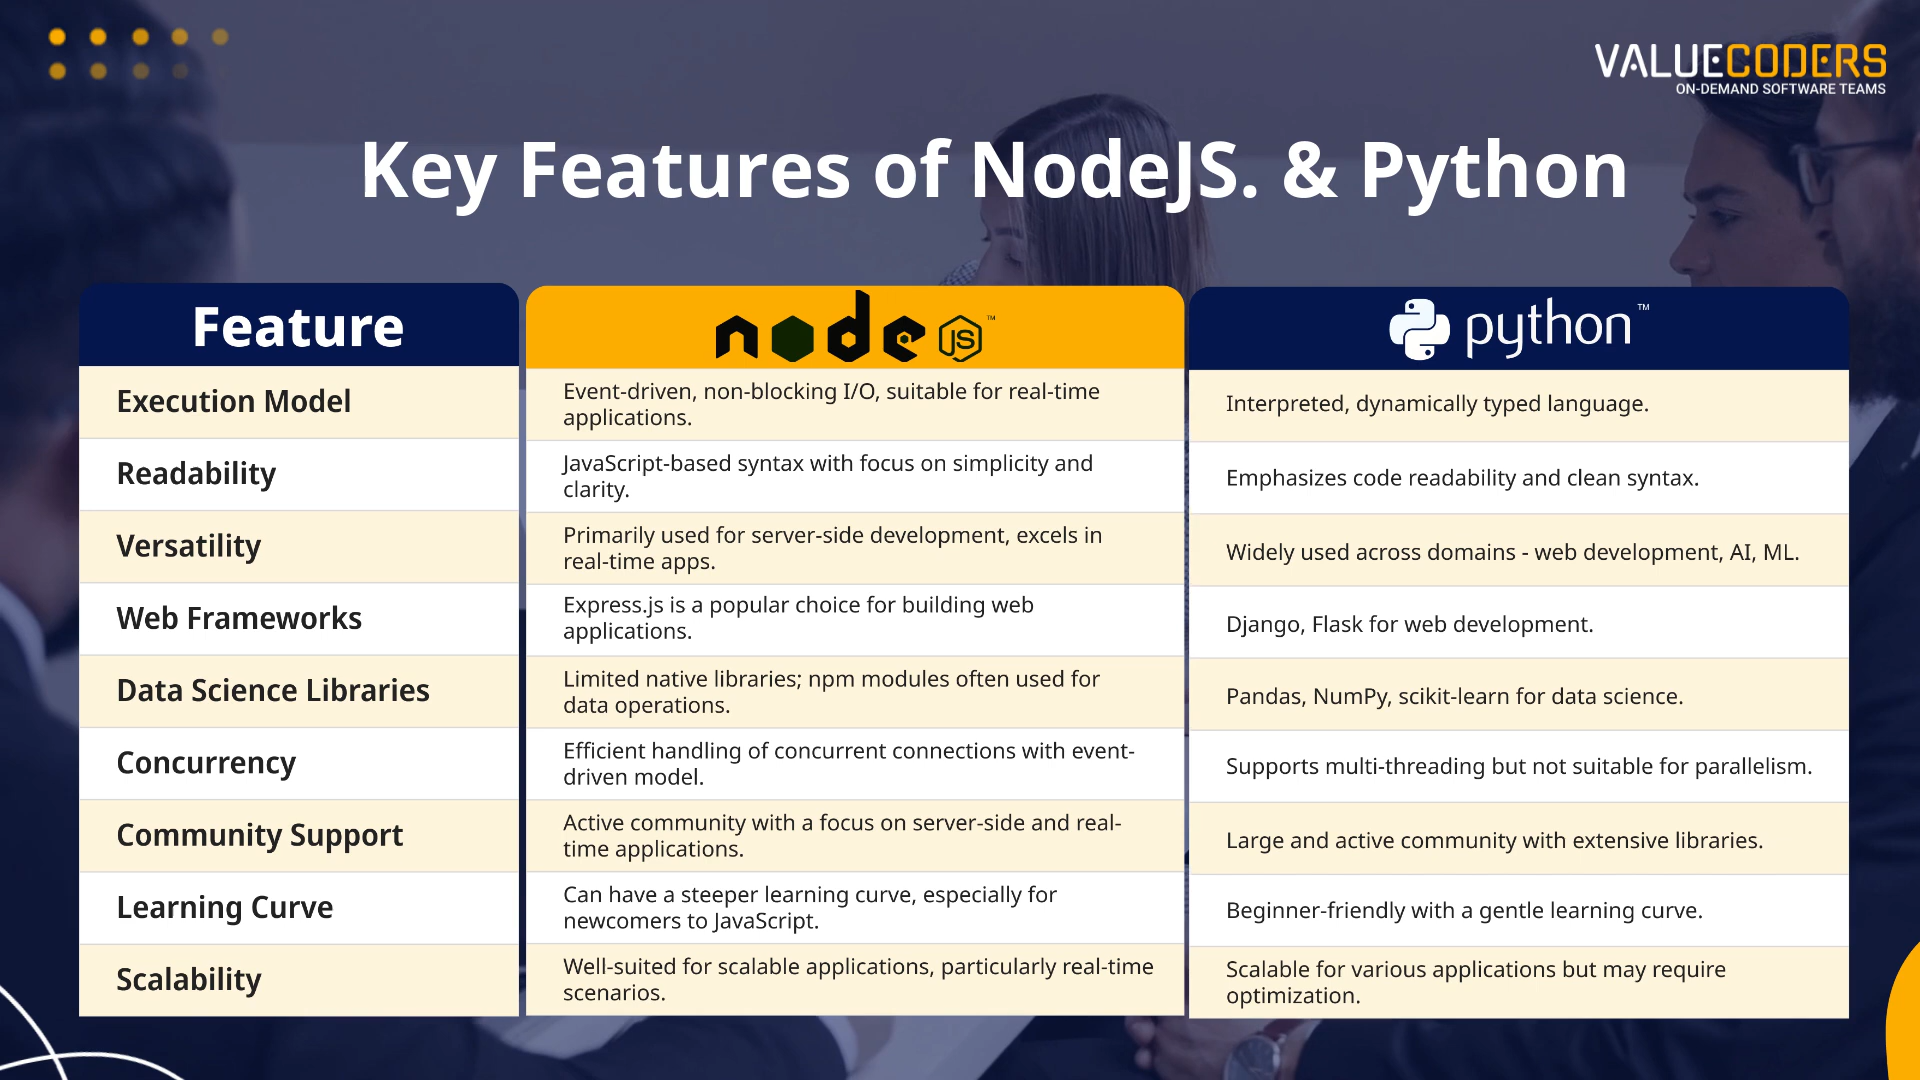 VALUECODERS
ON-DEMAND SOFTWARE TEAMS
Key Features of NodeJS. & Python
Feature
node JS ™
python ™
Execution Model
Event-driven, non-blocking I/O, suitable for real-time
applications.
Interpreted, dynamically typed language.
Readability
JavaScript-based syntax with focus on simplicity and
clarity.
Emphasizes code readability and clean syntax.
Versatility
Primarily used for server-side development, excels in
real-time apps.
Widely used across domains - web development, AI, ML.
Web Frameworks
Express.js is a popular choice for building web
applications.
Django, Flask for web development.
Data Science Libraries
Limited native libraries; npm modules often used for
data operations.
Pandas, NumPy, scikit-learn for data science.
Concurrency
Efficient handling of concurrent connections with event-
driven model.
Supports multi-threading but not suitable for parallelism.
Community Support
Active community with a focus on server-side and real-
time applications.
Large and active community with extensive libraries.
Learning Curve
Can have a steeper learning curve, especially for
newcomers to JavaScript.
Beginner-friendly with a gentle learning curve.
Scalability
Well-suited for scalable applications, particularly real-time
scenarios.
Scalable for various applications but may require
optimization.